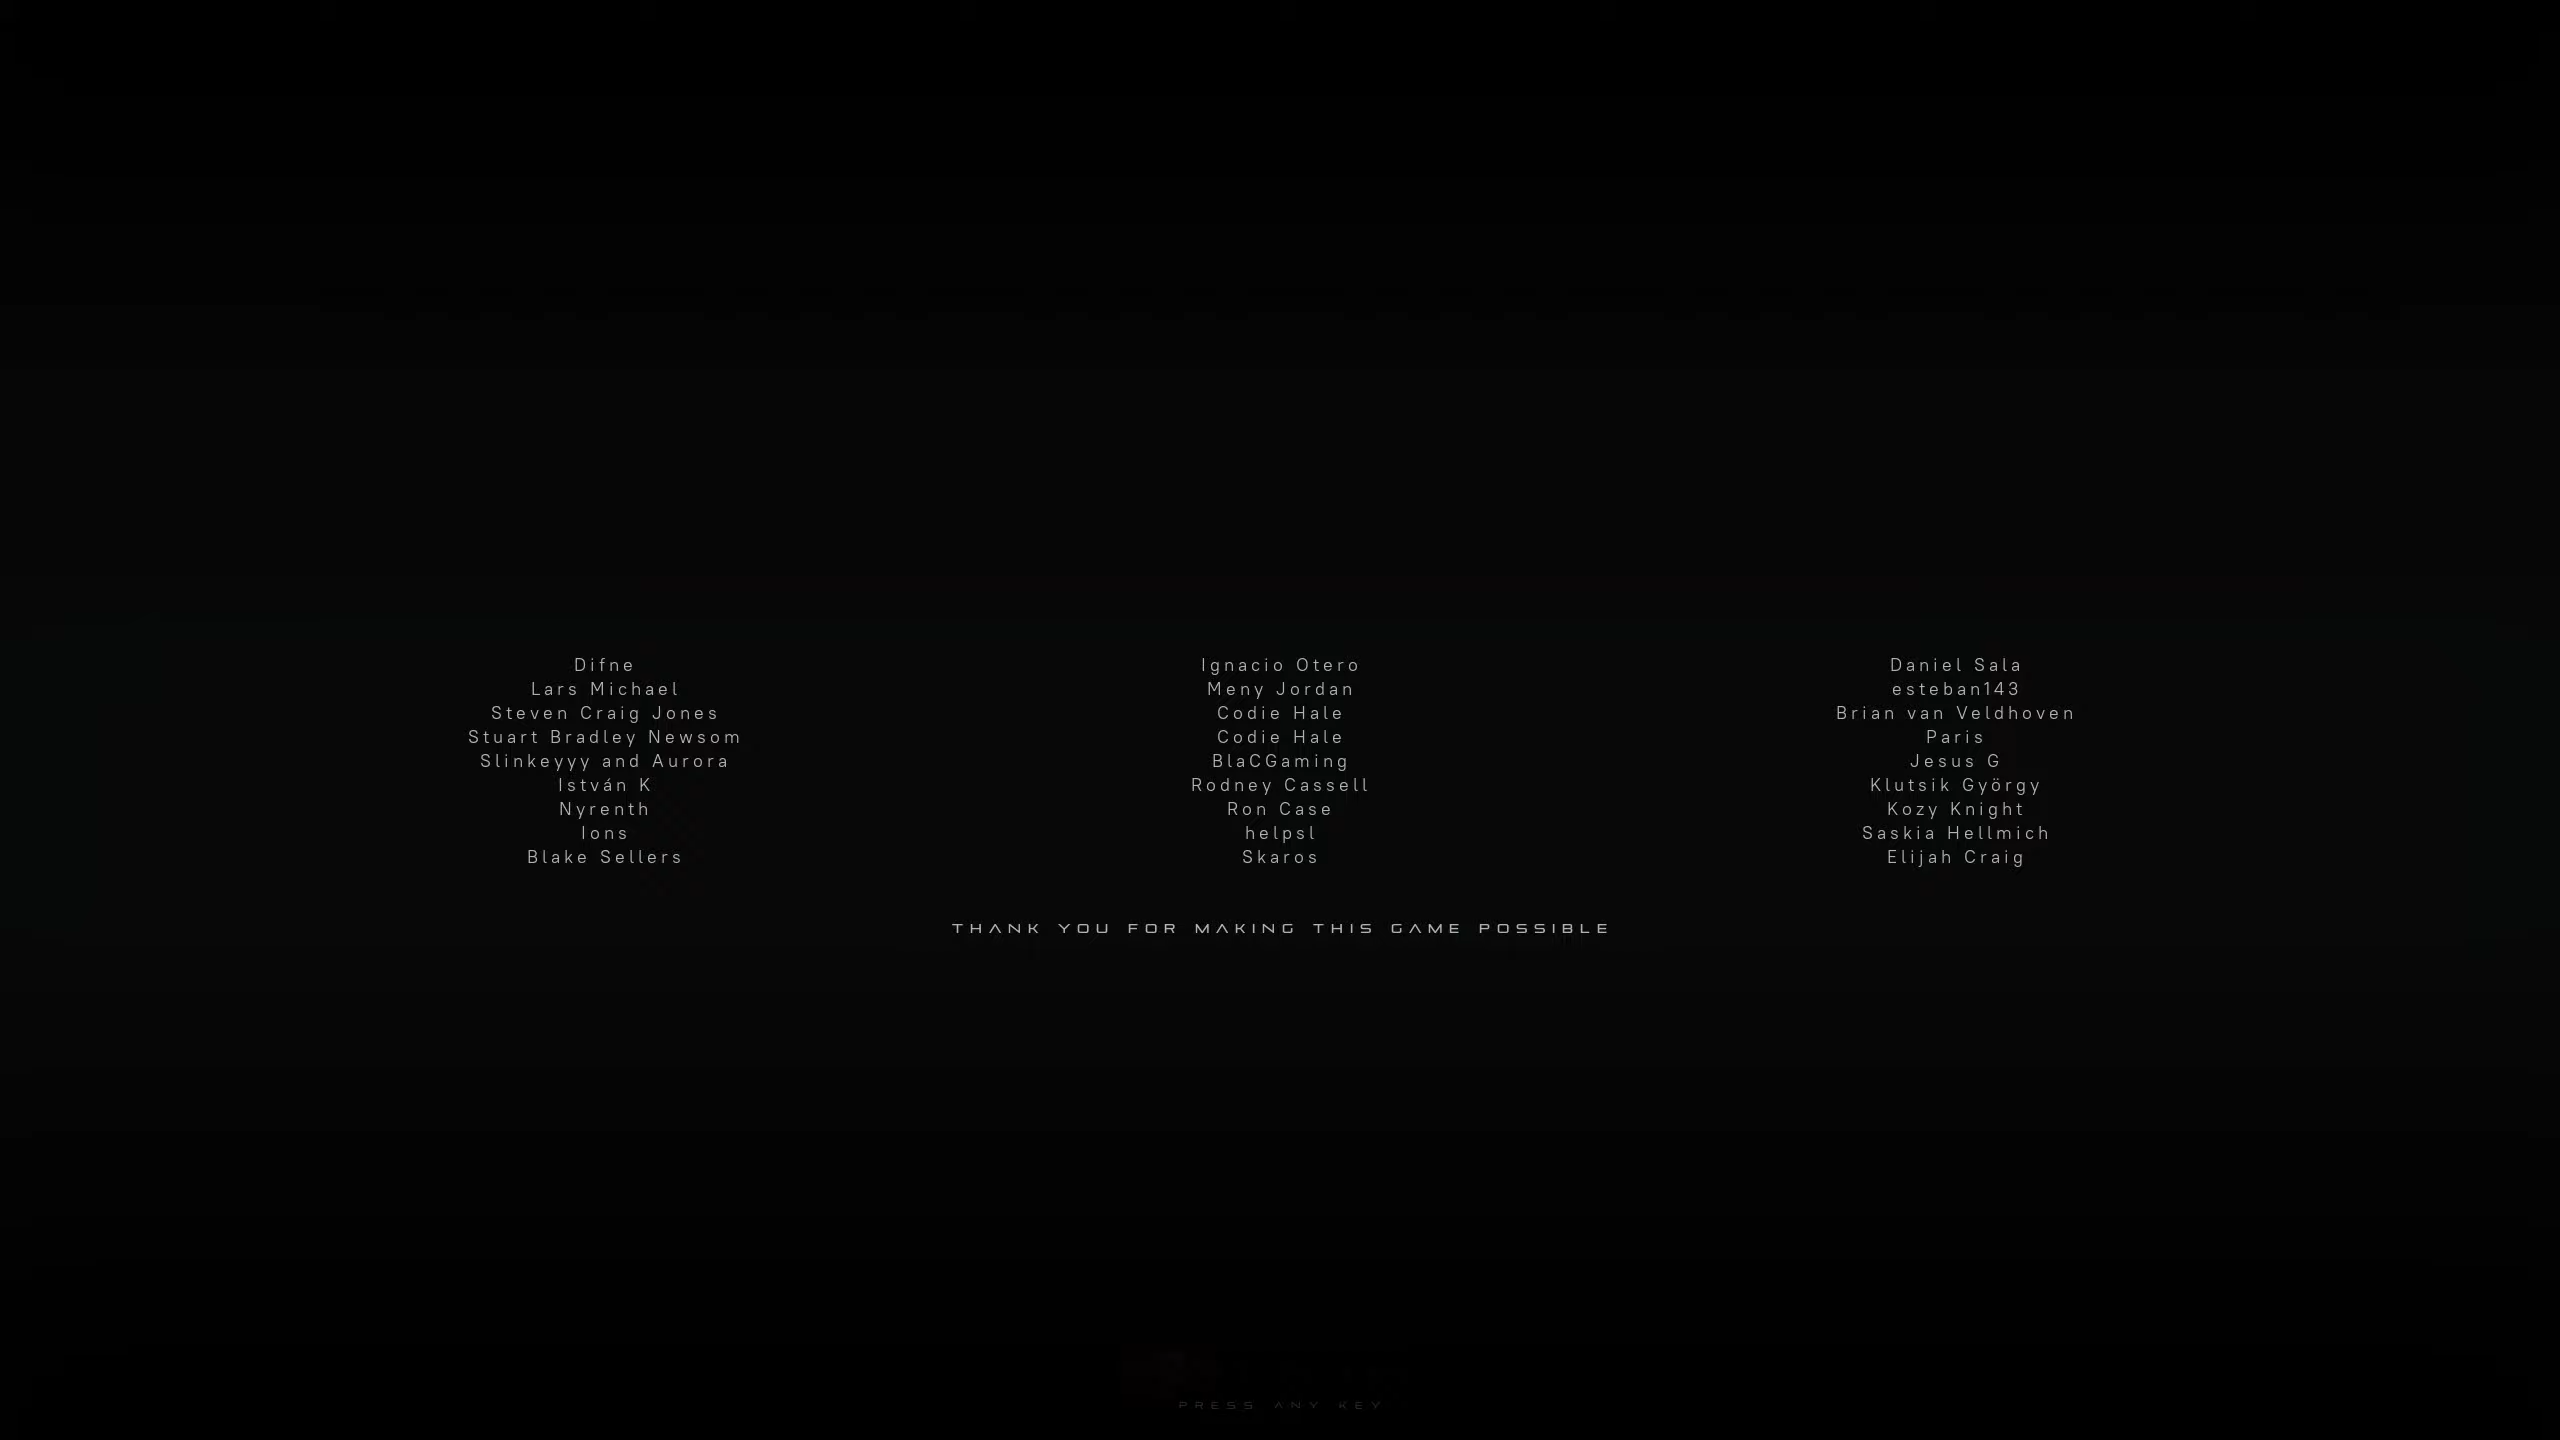 Difne
Lars Michael
Steven Craig Jones
Stuart Bradley Newsom
Slinkeyyy and Aurora
István K
Nyrenth
Ions
Blake Sellers
Ignacio Otero
Meny Jordan
Codie Hale
Codie Hale
BlaCGaming
Rodney Cassell
Ron Case
helpsl
Skaros
Daniel Sala
esteban143
Brian van Veldhoven
Paris
Jesus G
Klutsik György
Kozy Knight
Saskia Hellmich
Elijah Craig
THANK YOU FOR MAKING THIS GAME POSSIBLE
PRESS ANY KEY